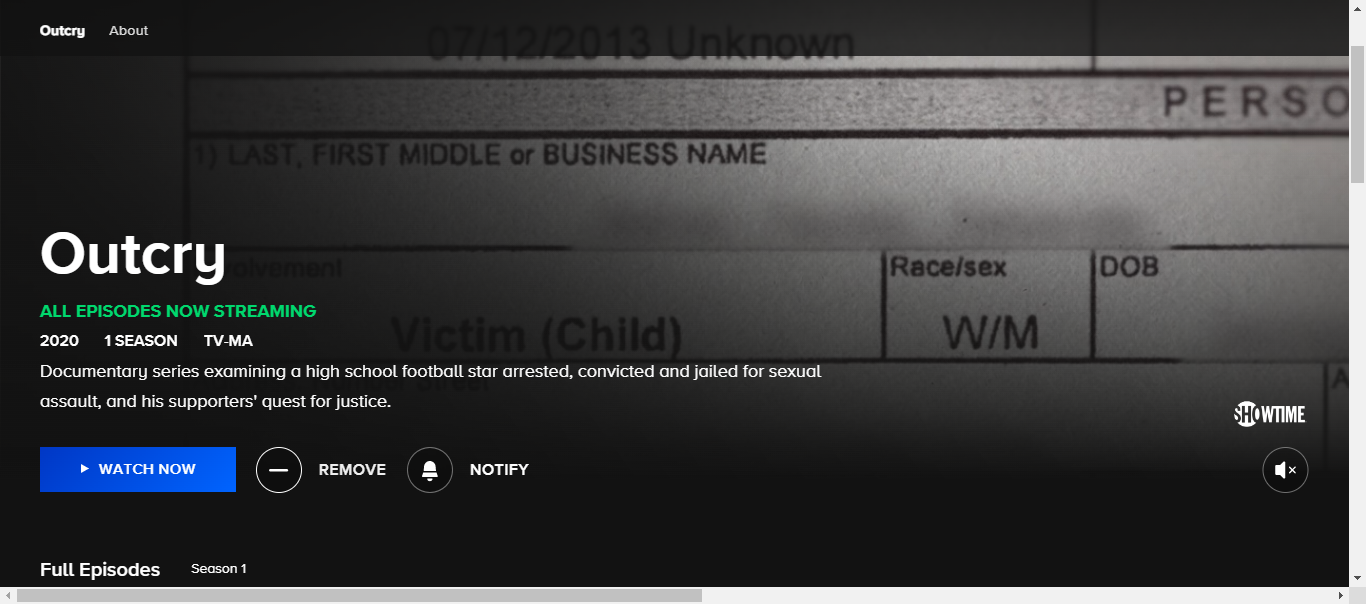 Outcry About
07/12/2013 Unknown
PERSO
1) LAST, FIRST MIDDLE or BUSINESS NAME
Outcry
volvement
Race/sex
DOB
ALL EPISODES NOW STREAMING
Victim (Child)
W/M
2020 1 SEASON TV-MA
Documentary series examining a high school football star arrested, convicted and jailed for sexual
assault, and his supporters' quest for justice.
SHOWTIME
WATCH NOW REMOVE NOTIFY
Full Episodes Season 1